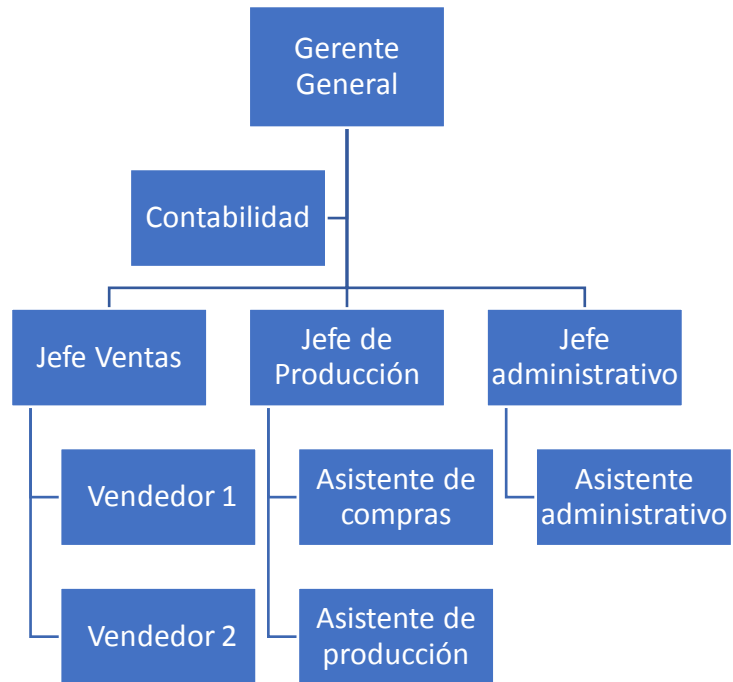 Gerente
General
Contabilidad
Jefe Ventas
Jefe de
Producción
Jefe
administrativo
Vendedor 1
Asistente de
compras
Asistente
administrativo
Vendedor 2
Asistente de
producción